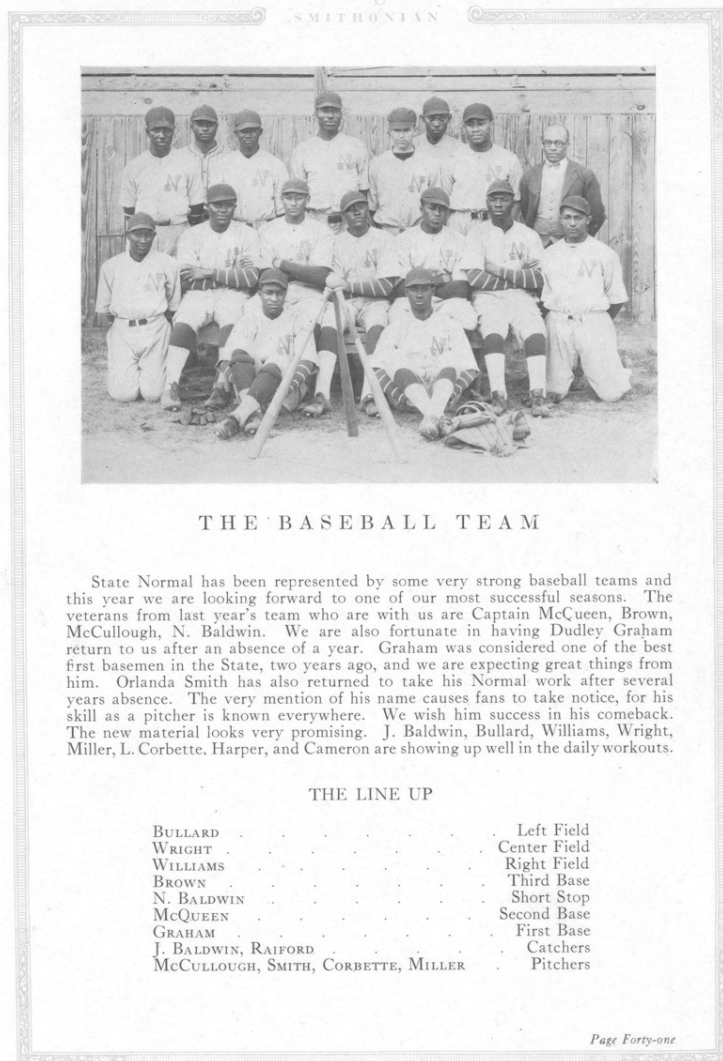 SMITHONIAN
N
N
N
N
N
N
N
N
N
N
N
N
N
N
THE BASEBALL TEAM
State Normal has been represented by some very strong baseball teams and
this year we are looking forward to one of our most successful seasons. The
veterans from last year's team who are with us are Captain McQueen, Brown,
McCullough, N. Baldwin. We are also fortunate in having Dudley Graham
return to us after an absence of a year. Graham was considered one of the best
first basemen in the State, two years ago, and we are expecting great things from
him. Orlanda Smith has also returned to take his Normal work after several
years absence. The very mention of his name causes fans to take notice, for his
skill as a pitcher is known everywhere. We wish him success in his comeback.
The new material looks very promising. J. Baldwin, Bullard, Williams, Wright,
Miller, L. Corbette. Harper, and Cameron are showing up well in the daily workouts.
THE LINE UP
BULLARD . . . . . . . Left Field
WRIGHT . . . . . . . Center Field
WILLIAMS . . . . . . Right Field
BROWN . . . . . . . Third Base
N. BALDWIN . . . . . . Short Stop
MCQUEEN . . . . . . Second Base
GRAHAM . . . . . . . First Base
J. BALDWIN, RAIFORD . . . . . Catchers
MCCULLOUGH, SMITH, CORBETTE, MILLER . Pitchers
Page Forty-one